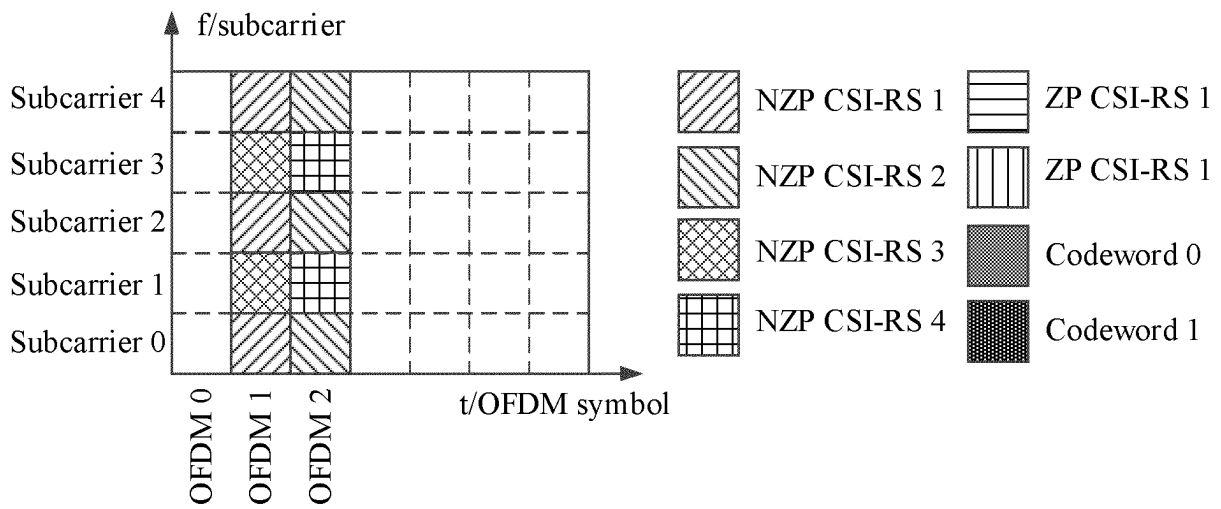 f/subcarrier
Subcarrier 4
Subcarrier 3
Subcarrier 2
Subcarrier 1
Subcarrier 0
t/OFDM symbol
OFDM 0
OFDM 1
OFDM 2
NZP CSI-RS 1
NZP CSI-RS 2
NZP CSI-RS 3
NZP CSI-RS 4
ZP CSI-RS 1
ZP CSI-RS 1
Codeword 0
Codeword 1